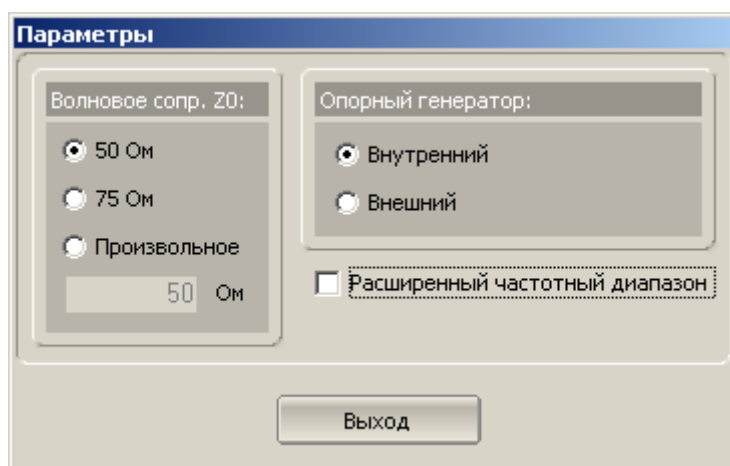 Параметры
Волновое сопр. Z0:
50 Ом
75 Ом
Произвольное
50 Ом
Опорный генератор:
Внутренний
Внешний
Расширенный частотный диапазон
Выход